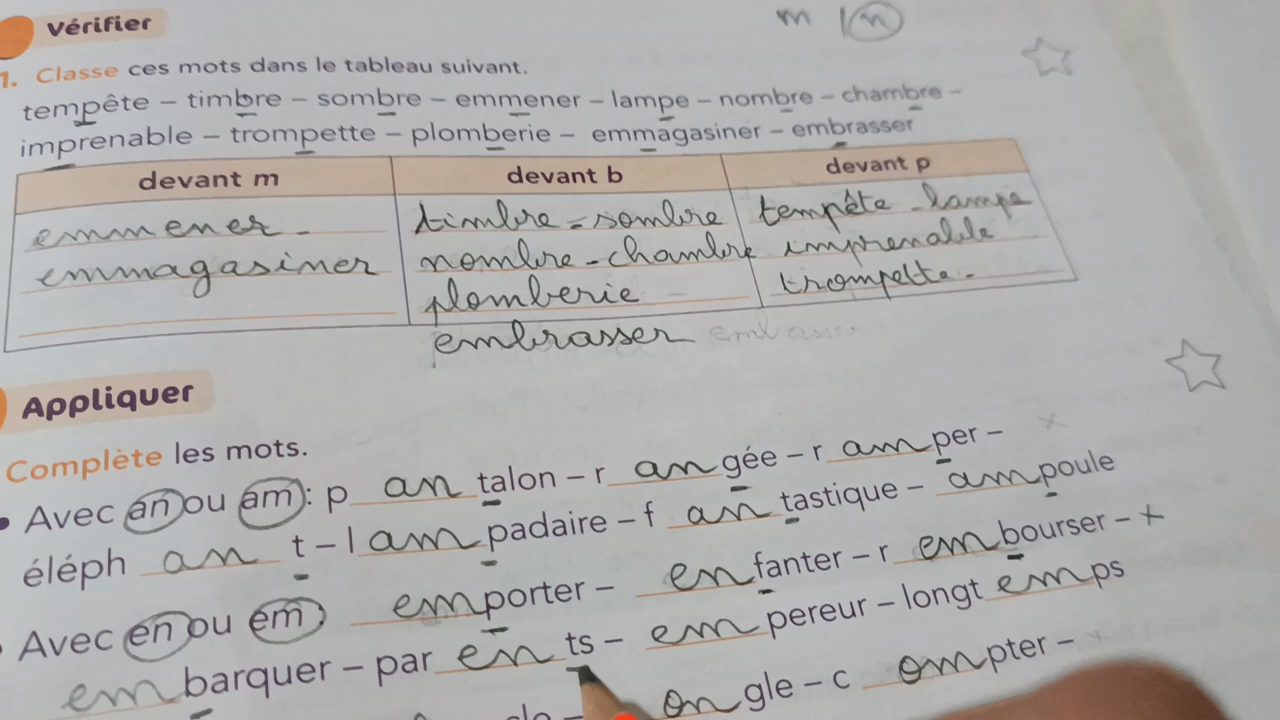 Vérifier
m n
1. Classe ces mots dans le tableau suivant.
tempête – timbre – sombre – emmener – lampe – nombre – chambre –
imprenable – trompette – plomberie – emmagasiner – embrasser
devant m devant b devant p
emmener - timbre = sombre tempête - lampe
emmagasiner nombre - chambre imprenable
plomberie trompette -
embrasser
Appliquer
Complète les mots.
• Avec an ou am : p an talon – r an gée – r am per –
éléph an t – l am padaire – f an tastique – am poule
Avec en ou em em porter – en fanter – r em bourser –
em barquer – par en ts – em pereur – longt em ps
on gle – c om pter –